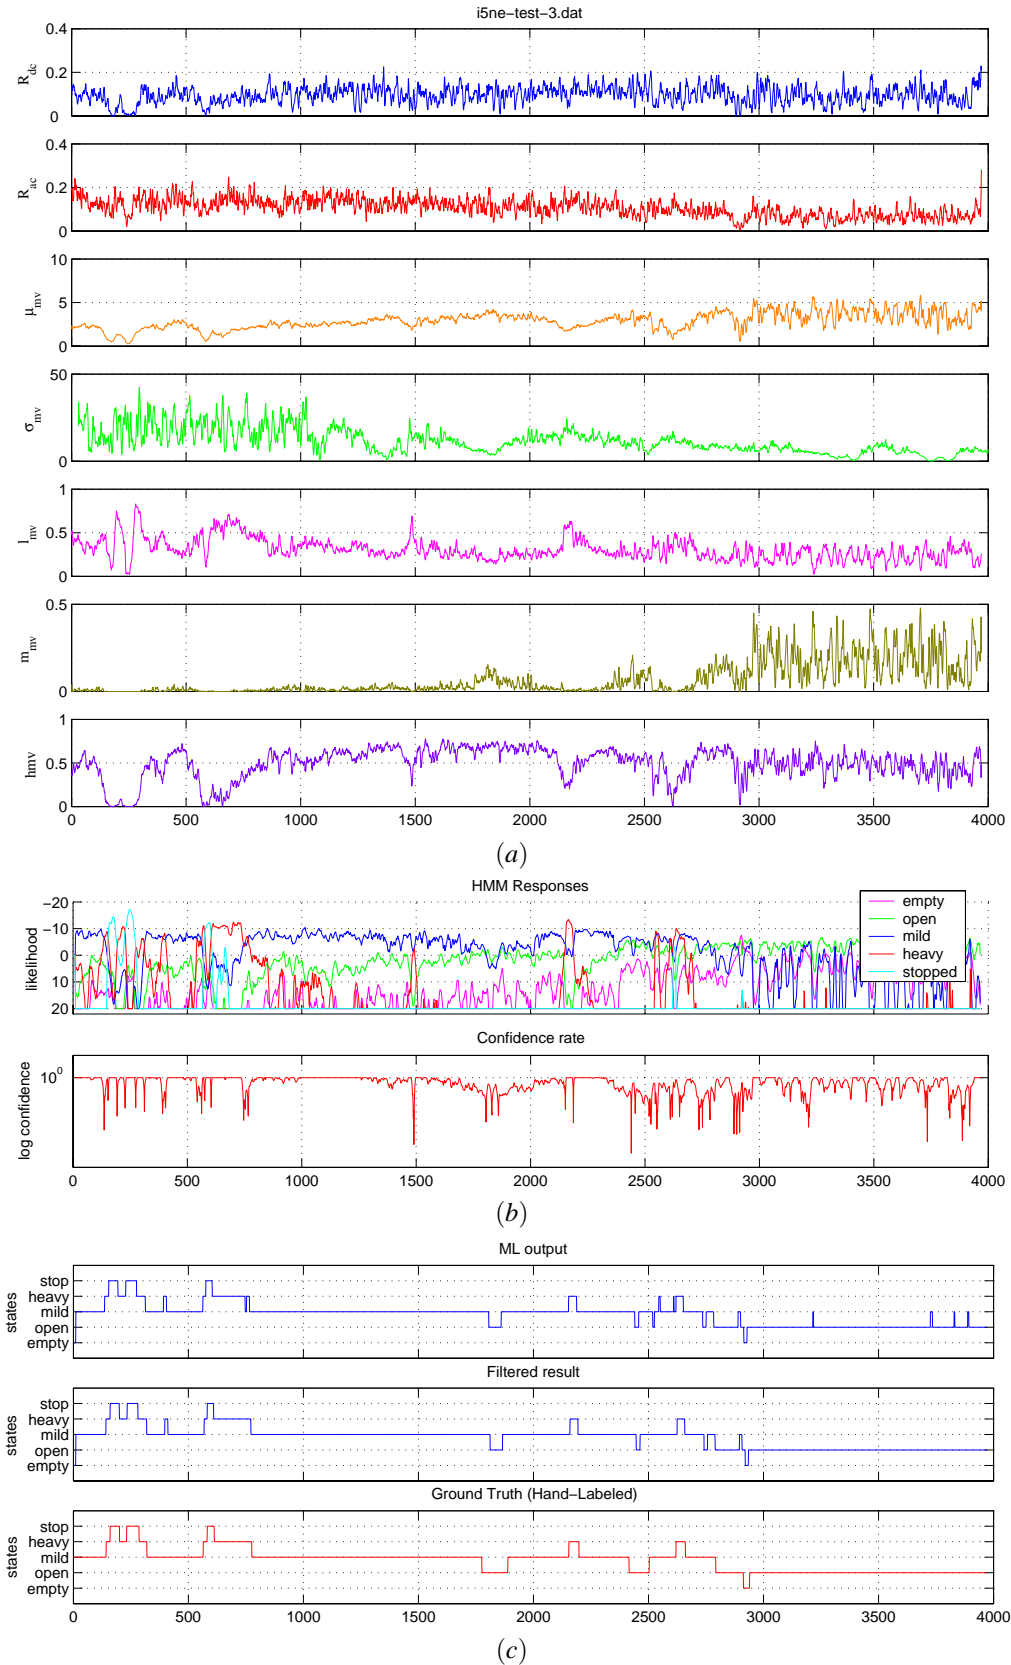 i5ne−test−3.dat
0.4
0.2
0
R_dc
0.4
0.2
0
R_ac
10
5
0
μ_mv
50
0
σ_mv
1
0.5
0
l_mv
0.5
0
m_mv
1
0.5
0
hmv
0 500 1000 1500 2000 2500 3000 3500 4000
(a)
HMM Responses
−20
−10
0
10
20
likelihood
empty
open
mild
heavy
stopped
Confidence rate
10^0
log confidence
0 500 1000 1500 2000 2500 3000 3500 4000
(b)
ML output
stop
heavy
mild
open
empty
states
Filtered result
stop
heavy
mild
open
empty
states
Ground Truth (Hand−Labeled)
stop
heavy
mild
open
empty
states
0 500 1000 1500 2000 2500 3000 3500 4000
(c)